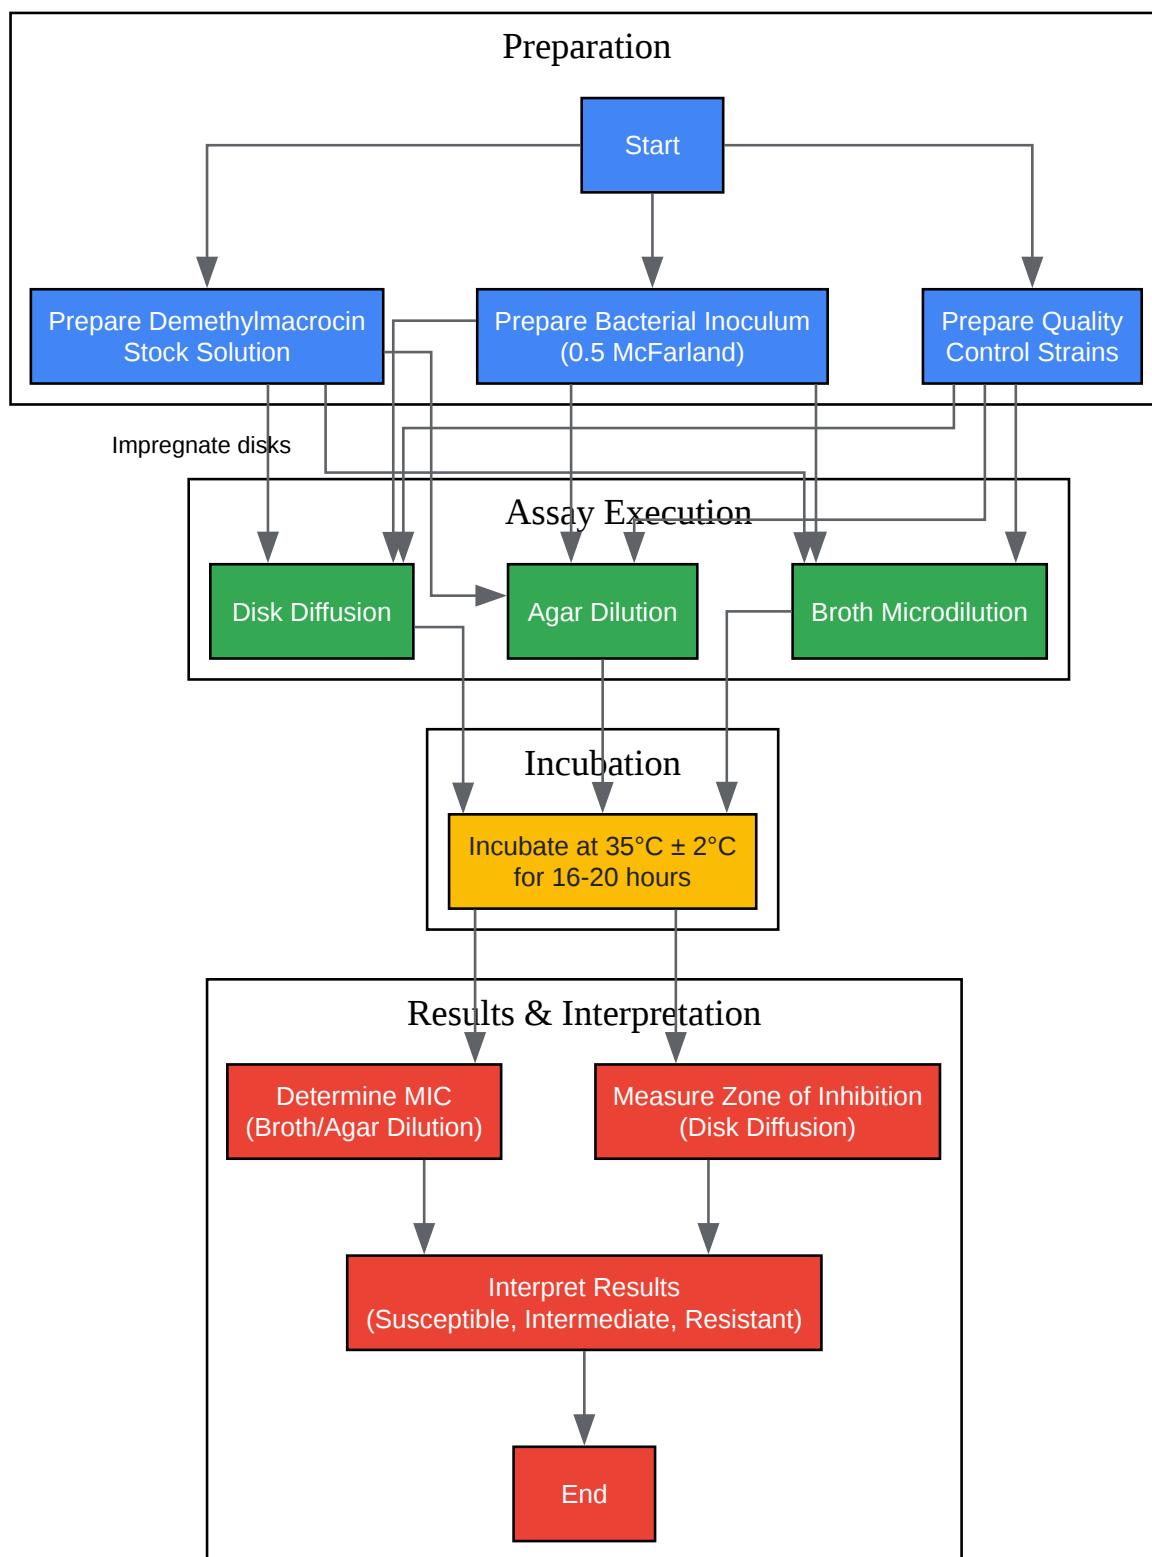 Preparation
Start
Prepare Demethylmacrocin
Stock Solution
Prepare Bacterial Inoculum
(0.5 McFarland)
Prepare Quality
Control Strains
Impregnate disks
Assay Execution
Disk Diffusion
Agar Dilution
Broth Microdilution
Incubation
Incubate at 35°C ± 2°C
for 16-20 hours
Results & Interpretation
Determine MIC
(Broth/Agar Dilution)
Measure Zone of Inhibition
(Disk Diffusion)
Interpret Results
(Susceptible, Intermediate, Resistant)
End